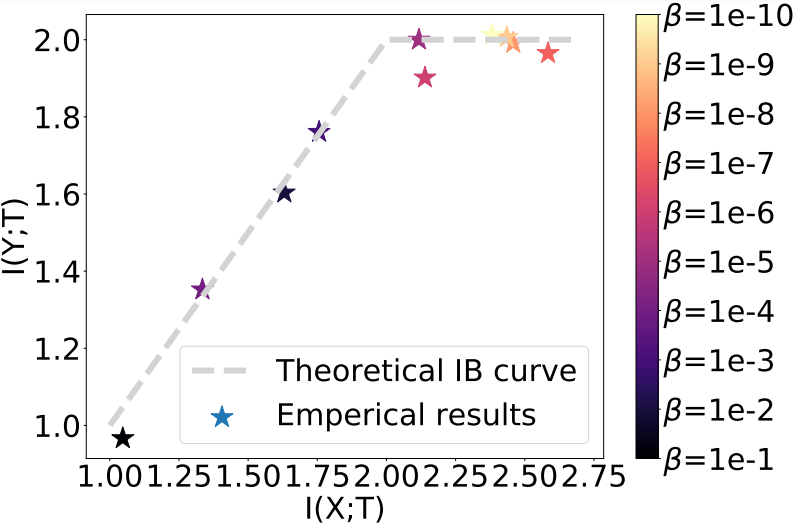 I(Y;T)
2.0
1.8
1.6
1.4
1.2
1.0
Theoretical IB curve
Emperical results
1.00 1.25 1.50 1.75 2.00 2.25 2.50 2.75
I(X;T)
β=1e-10
β=1e-9
β=1e-8
β=1e-7
β=1e-6
β=1e-5
β=1e-4
β=1e-3
β=1e-2
β=1e-1